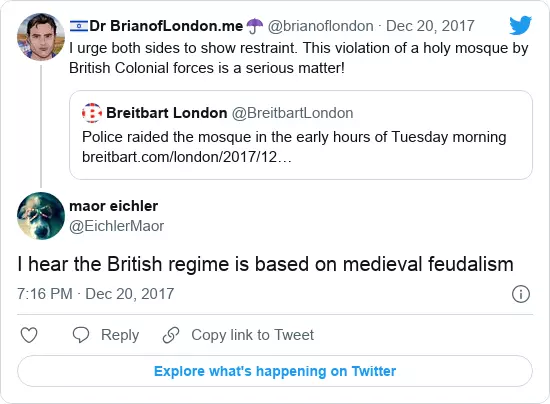 🇮🇱Dr BrianofLondon.me☂ @brianoflondon · Dec 20, 2017
I urge both sides to show restraint. This violation of a holy mosque by
British Colonial forces is a serious matter!
Breitbart London @BreitbartLondon
Police raided the mosque in the early hours of Tuesday morning
breitbart.com/london/2017/12…
maor eichler
@EichlerMaor
I hear the British regime is based on medieval feudalism
7:16 PM · Dec 20, 2017
Reply Copy link to Tweet
Explore what's happening on Twitter